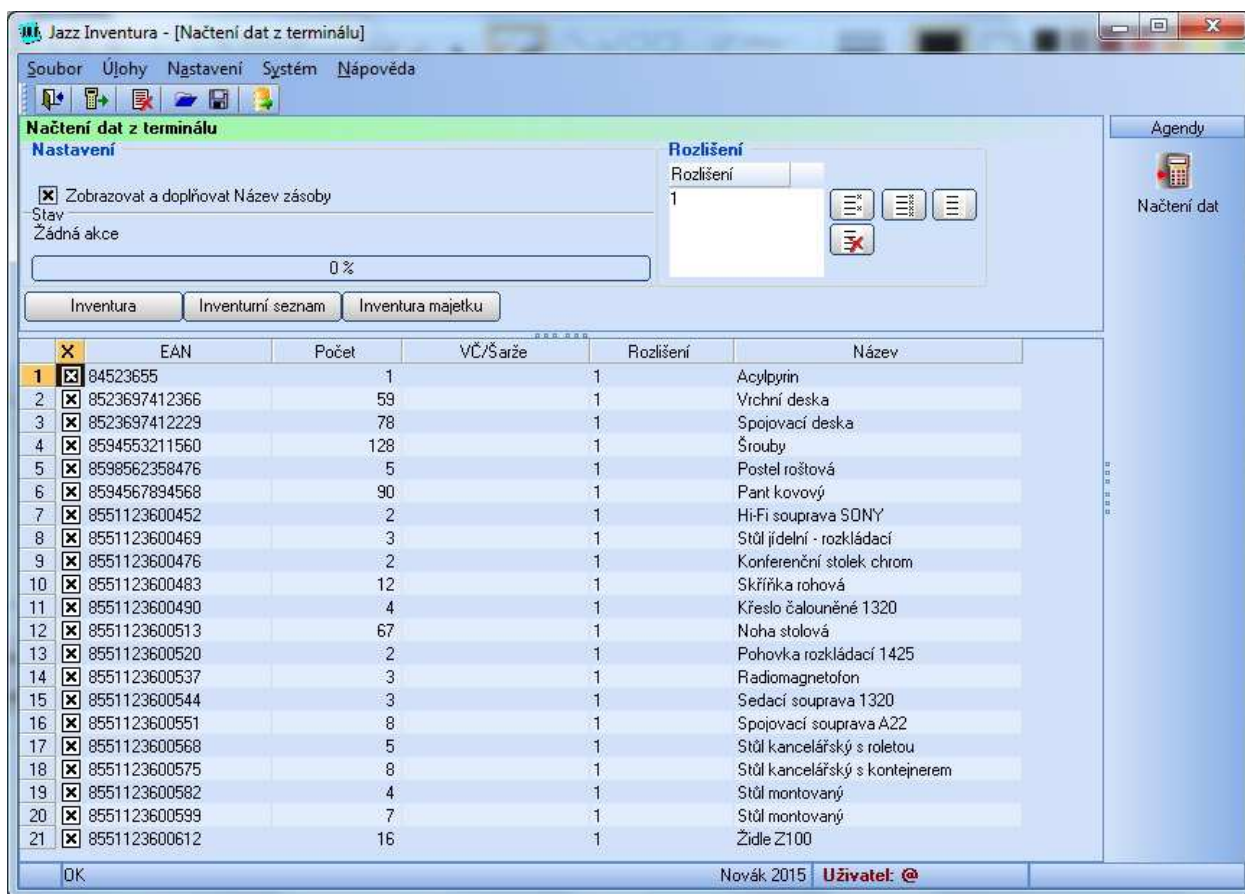 Jazz Inventura - [Načtení dat z terminálu]
Soubor Úlohy Nastavení Systém Nápověda
Načtení dat z terminálu
Nastavení
Zobrazovat a doplňovat Název zásoby
Stav
Žádná akce
0 %
Rozlišení
Rozlišení
1
Inventura Inventurní seznam Inventura majetku
Agendy
Načtení dat
X EAN Počet VČ/Šarže Rozlišení Název
1 84523655 1 1 Acylpyrin
2 8523697412366 59 1 Vrchní deska
3 8523697412229 78 1 Spojovací deska
4 8594553211560 128 1 Šrouby
5 8598562358476 5 1 Postel roštová
6 8594567894568 90 1 Pant kovový
7 8551123600452 2 1 Hi-Fi souprava SONY
8 8551123600469 3 1 Stůl jídelní - rozkládací
9 8551123600476 2 1 Konferenční stolek chrom
10 8551123600483 12 1 Skříňka rohová
11 8551123600490 4 1 Křeslo čalouněné 1320
12 8551123600513 67 1 Noha stolová
13 8551123600520 2 1 Pohovka rozkládací 1425
14 8551123600537 3 1 Radiomagnetofon
15 8551123600544 3 1 Sedací souprava 1320
16 8551123600551 8 1 Spojovací souprava A22
17 8551123600568 5 1 Stůl kancelářský s roletou
18 8551123600575 8 1 Stůl kancelářský s kontejnerem
19 8551123600582 4 1 Stůl montovaný
20 8551123600599 7 1 Stůl montovaný
21 8551123600612 16 1 Židle Z100
OK Novák 2015 Uživatel: @